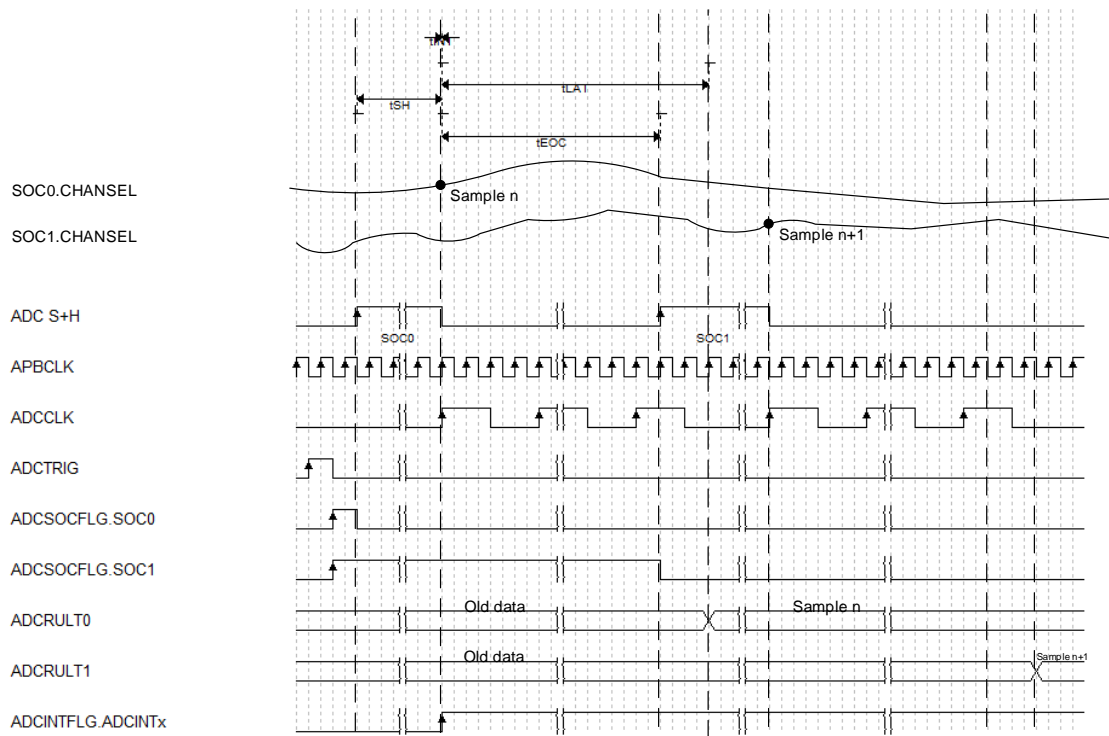 tINT
tLAT
tSH
tEOC
SOC0.CHANSEL
Sample n
SOC1.CHANSEL
Sample n+1
ADC S+H
SOC0
SOC1
APBCLK
ADCCLK
ADCTRIG
ADCSOCFLG.SOC0
ADCSOCFLG.SOC1
ADCRULT0
Old data
Sample n
ADCRULT1
Old data
Sample n+1
ADCINTFLG.ADCINTx